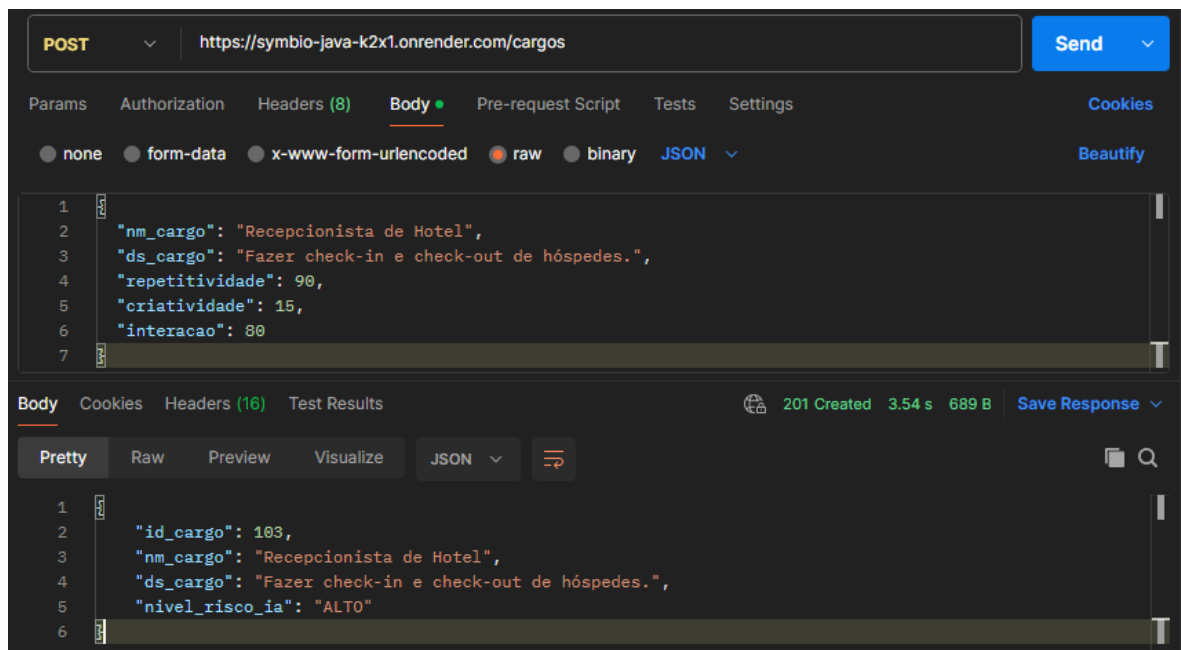 POST https://symbio-java-k2x1.onrender.com/cargos Send
Params Authorization Headers (8) Body Pre-request Script Tests Settings Cookies
none form-data x-www-form-urlencoded raw binary JSON Beautify
1 {
2 "nm_cargo": "Recepcionista de Hotel",
3 "ds_cargo": "Fazer check-in e check-out de hóspedes.",
4 "repetitividade": 90,
5 "criatividade": 15,
6 "interacao": 80
7 }
Body Cookies Headers (16) Test Results 201 Created 3.54 s 689 B Save Response
Pretty Raw Preview Visualize JSON
1 {
2 "id_cargo": 103,
3 "nm_cargo": "Recepcionista de Hotel",
4 "ds_cargo": "Fazer check-in e check-out de hóspedes.",
5 "nivel_risco_ia": "ALTO"
6 }